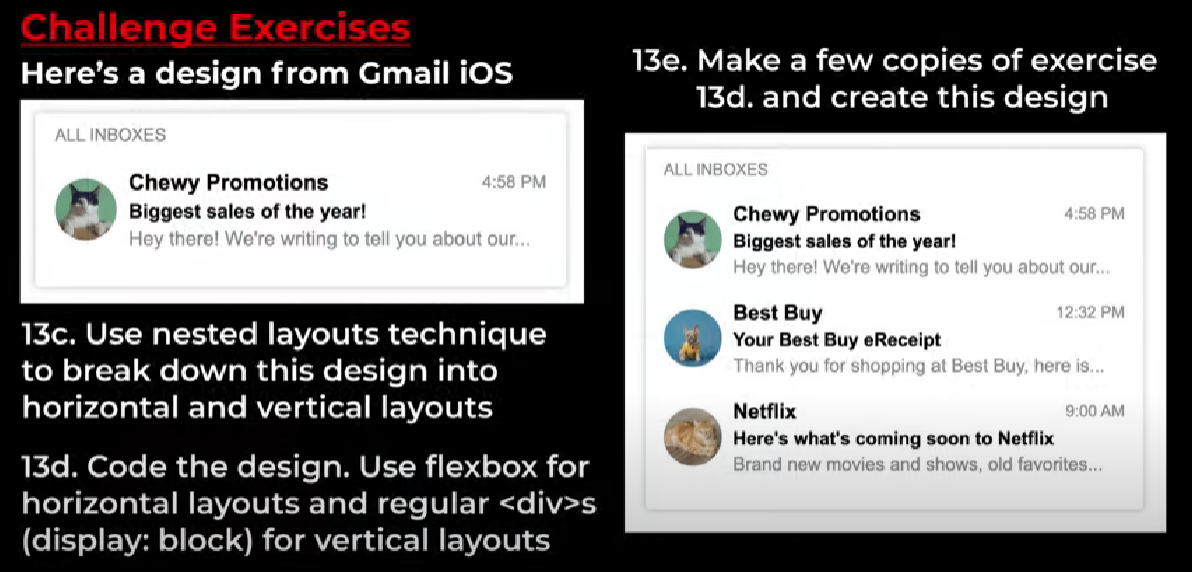 Challenge Exercises
Here's a design from Gmail iOS
ALL INBOXES
Chewy Promotions 4:58 PM
Biggest sales of the year!
Hey there! We're writing to tell you about our...
13c. Use nested layouts technique
to break down this design into
horizontal and vertical layouts
13d. Code the design. Use flexbox for
horizontal layouts and regular <div>s
(display: block) for vertical layouts
13e. Make a few copies of exercise
13d. and create this design
ALL INBOXES
Chewy Promotions 4:58 PM
Biggest sales of the year!
Hey there! We're writing to tell you about our...
Best Buy 12:32 PM
Your Best Buy eReceipt
Thank you for shopping at Best Buy, here is...
Netflix 9:00 AM
Here's what's coming soon to Netflix
Brand new movies and shows, old favorites...